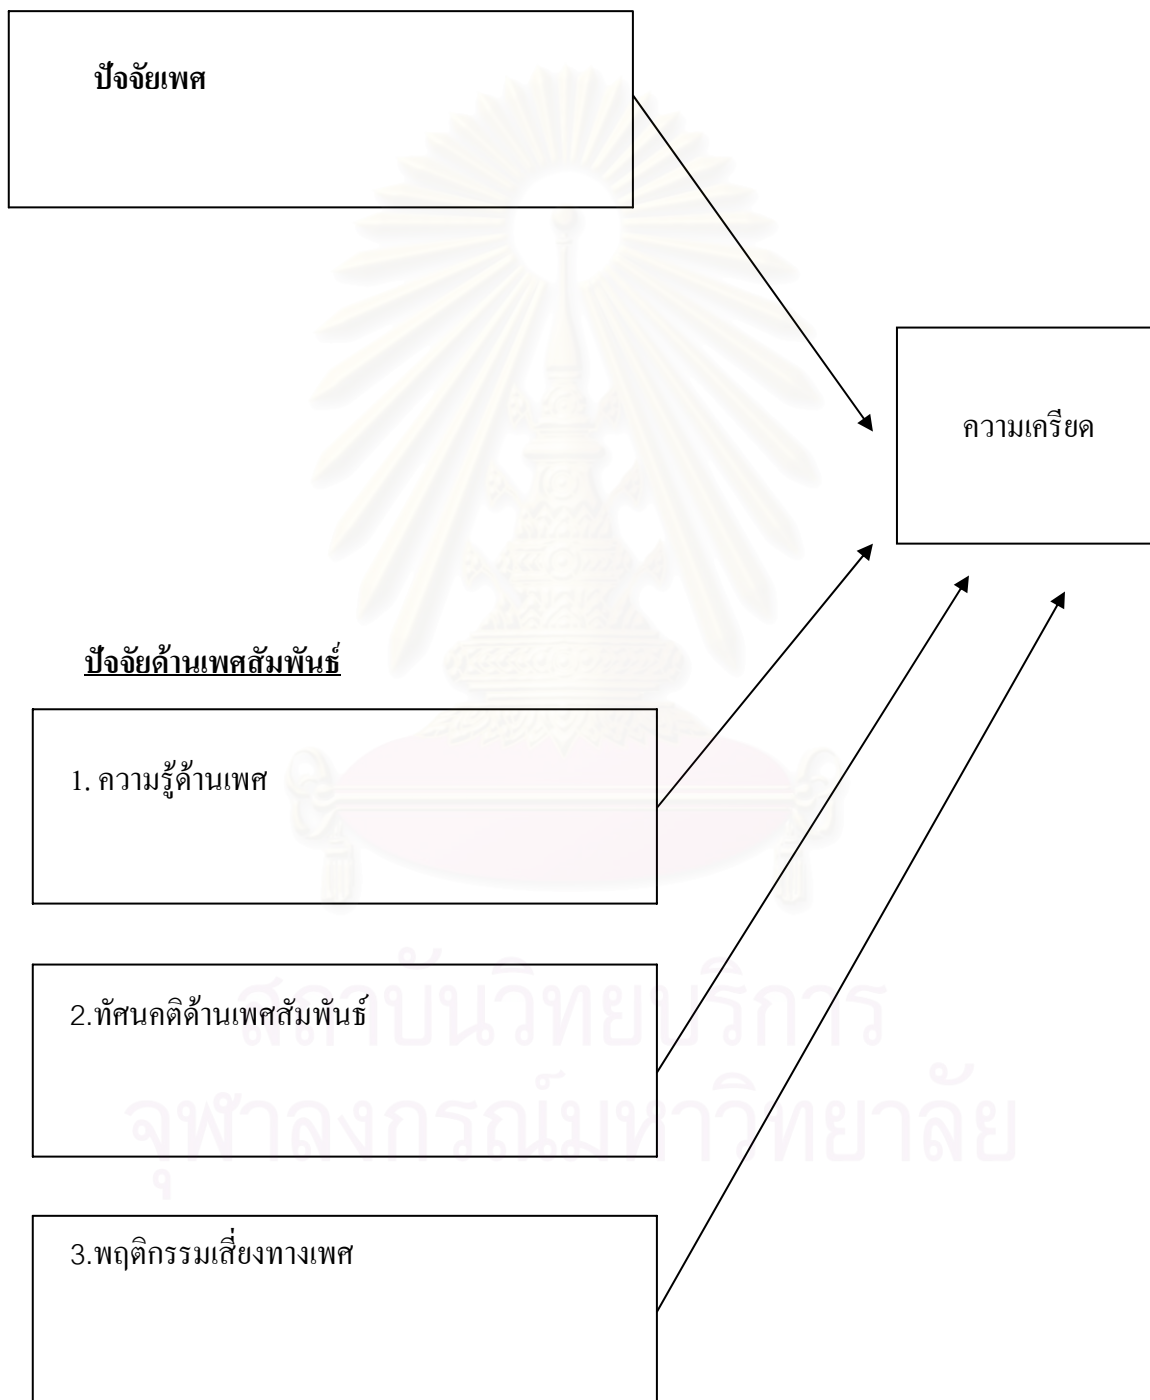 ปัจจัยเพศ
ความเครียด
ปัจจัยด้านเพศสัมพันธ์
1. ความรู้ด้านเพศ
2.ทัศนคติด้านเพศสัมพันธ์
สถาบันวิทยบริการ
จุฬาลงกรณ์มหาวิทยาลัย
3.พฤติกรรมเสี่ยงทางเพศ